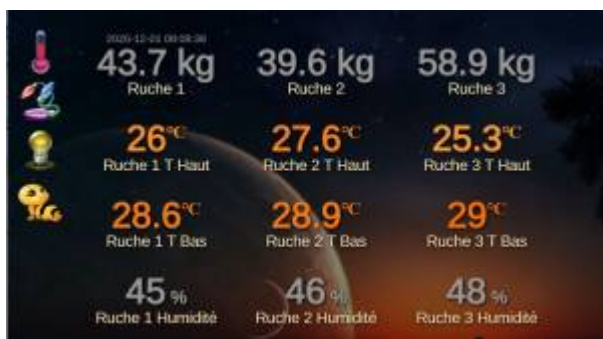 43.7 kg 39.6 kg 58.9 kg
Ruche 1 Ruche 2 Ruche 3
26°C 27.6°C 25.3°C
Ruche 1 T Haut Ruche 2 T Haut Ruche 3 T Haut
28.6°C 28.9°C 29°C
Ruche 1 T Bas Ruche 2 T Bas Ruche 3 T Bas
45 % 46 % 48 %
Ruche 1 Humidité Ruche 2 Humidité Ruche 3 Humidité